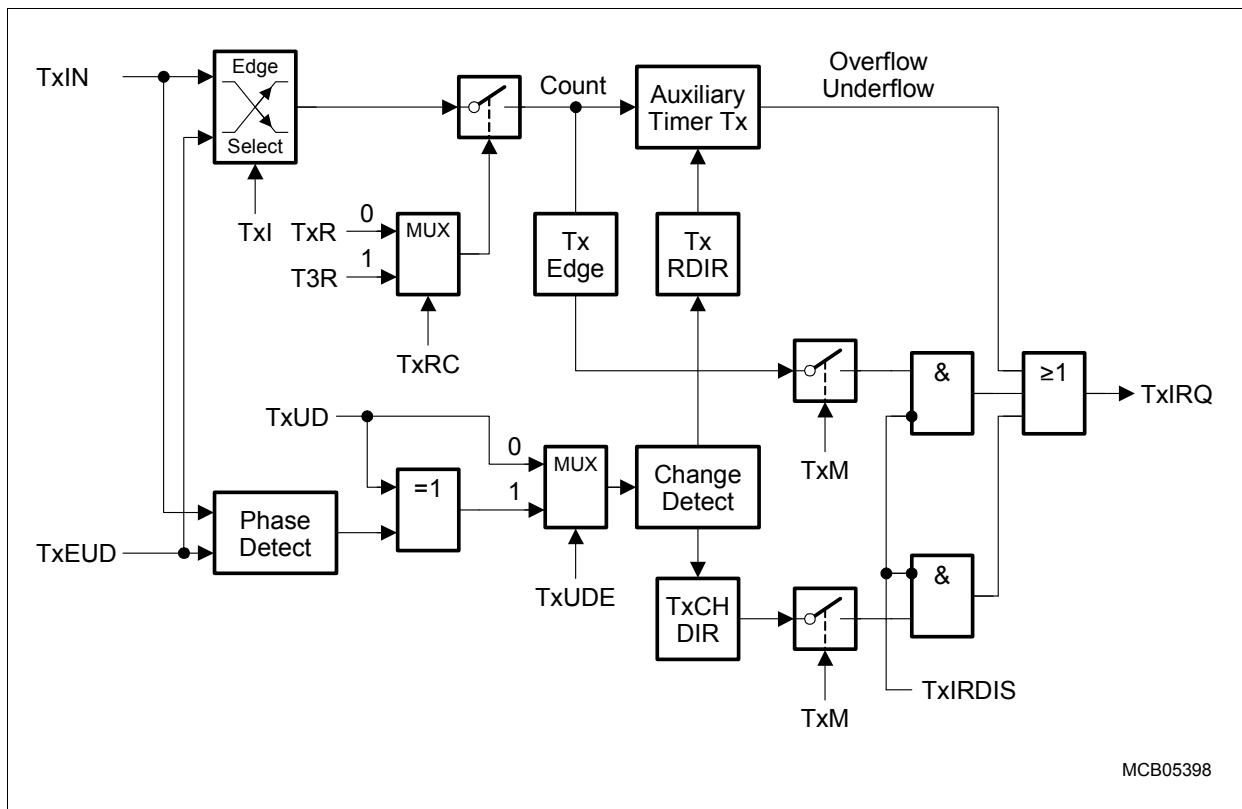 TxIN
Edge
Select
Count
Auxiliary
Timer Tx
Overflow
Underflow
TxI
TxR
0
T3R
1
MUX
TxRC
Tx
Edge
Tx
RDIR
TxM
&
≥1
TxIRQ
TxUD
0
1
MUX
=1
Change
Detect
Phase
Detect
TxEUD
TxUDE
TxCH
DIR
TxM
&
TxIRDIS
MCB05398